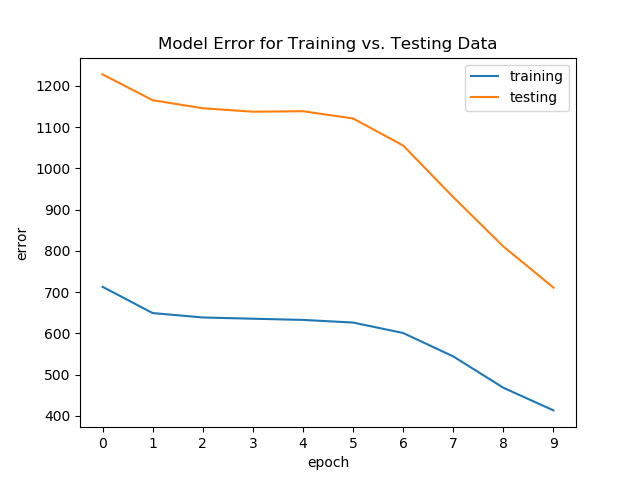 Model Error for Training vs. Testing Data
training
testing
1200
1100
1000
900
800
700
600
500
400
error
0 1 2 3 4 5 6 7 8 9
epoch